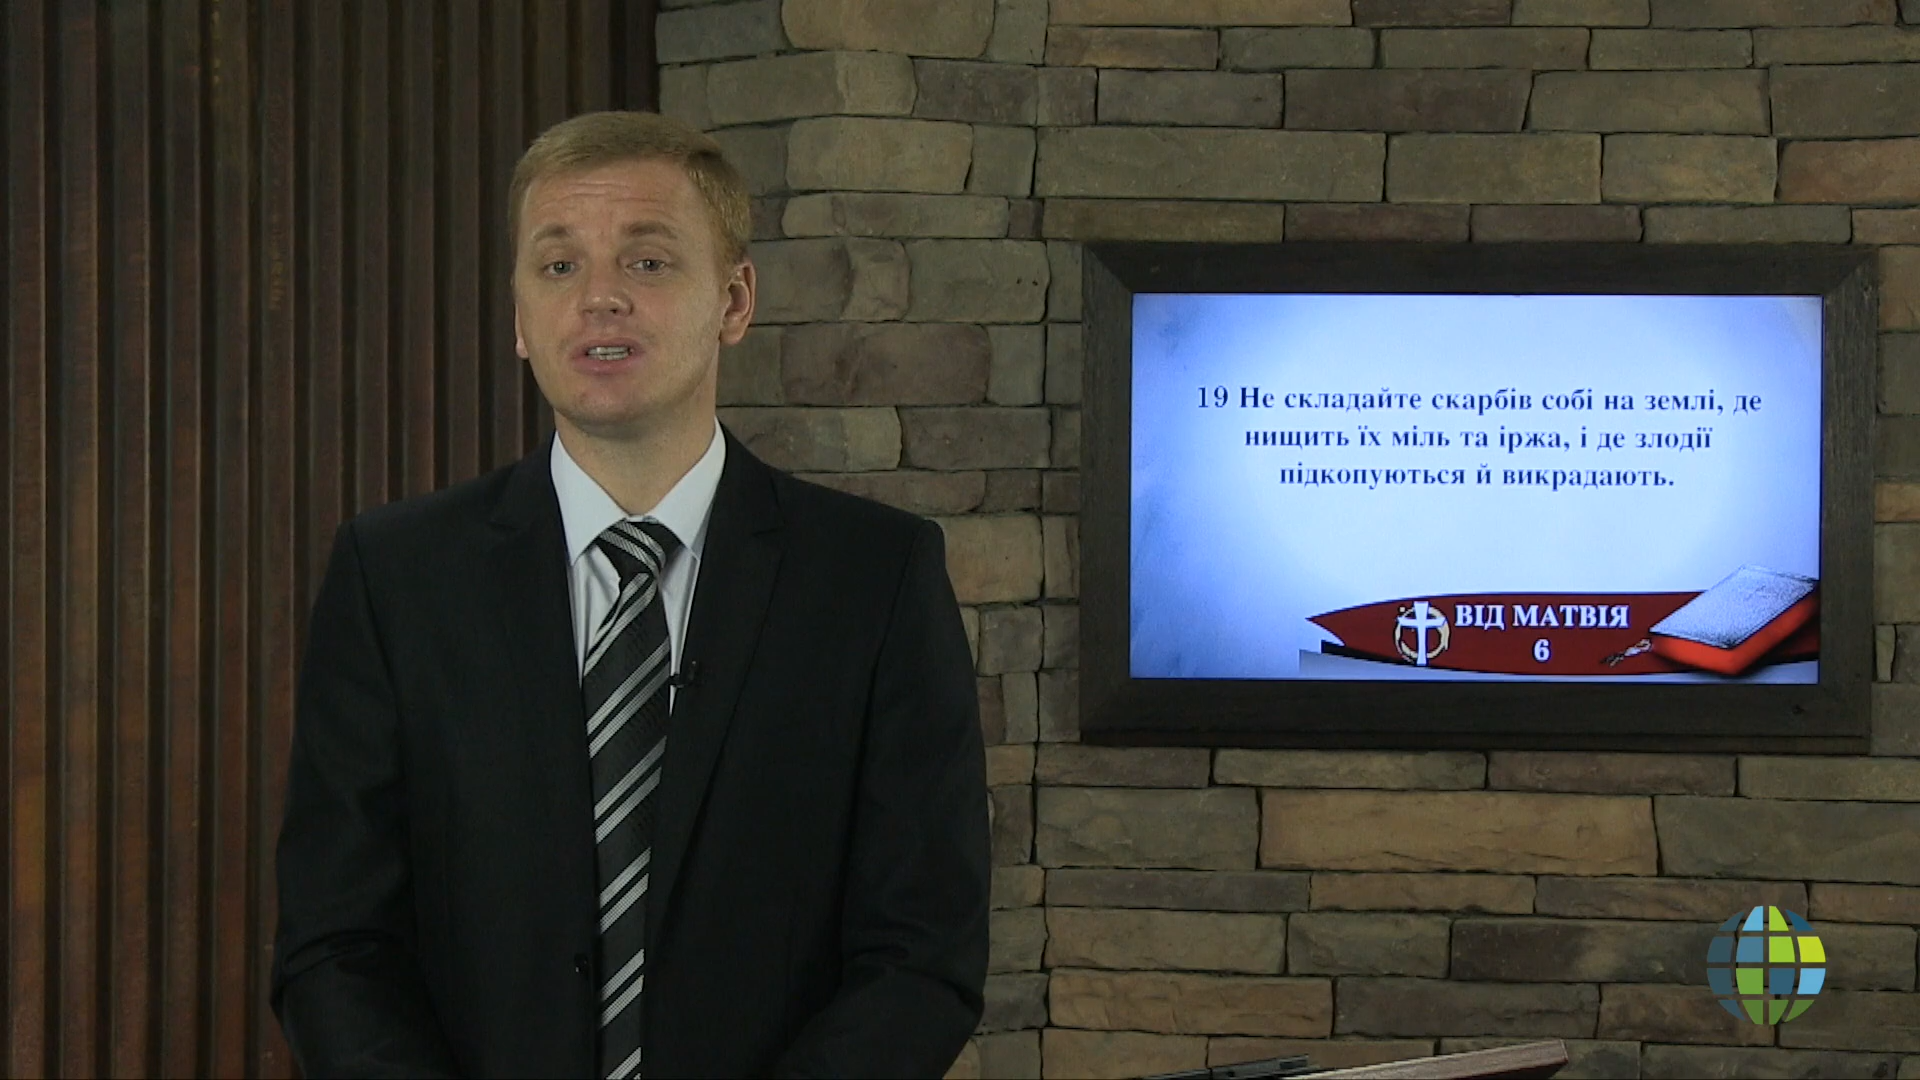 19 Не складайте скарбів собі на землі, де
нищить їх міль та іржа, і де злодії
підкопуються й викрадають.
ВІД МАТВІЯ
6